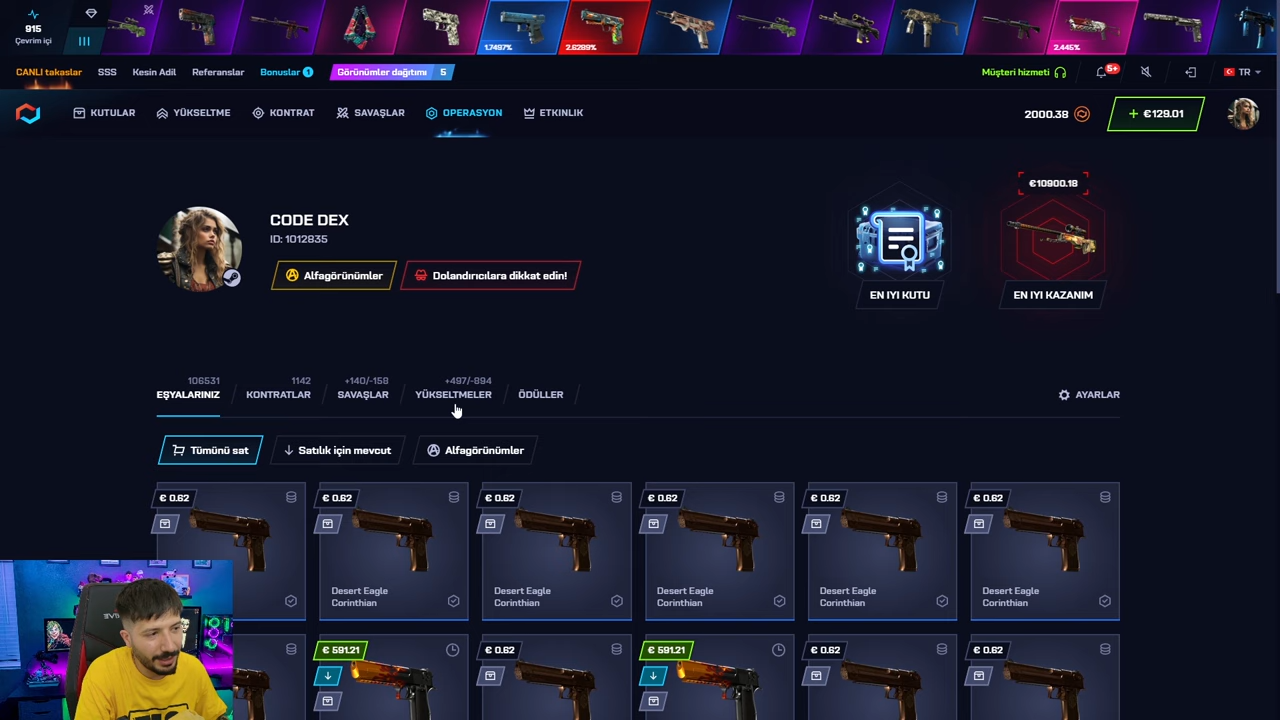 915
Çevrim içi
1.7497%
2.6289%
2.445%
CANLI takaslar
SSS
Kesin Adil
Referanslar
Bonuslar 1
Görünümler dağıtımı 5
Müşteri hizmeti
5+
TR
KUTULAR
YÜKSELTME
KONTRAT
SAVAŞLAR
OPERASYON
ETKINLIK
2000.38
+ €129.01
CODE DEX
ID: 1012835
Alfagörünümler
Dolandırıcılara dikkat edin!
EN IYI KUTU
€10900.18
EN IYI KAZANIM
106531
EŞYALARINIZ
1142
KONTRATLAR
+140/-158
SAVAŞLAR
+497/-894
YÜKSELTMELER
ÖDÜLLER
AYARLAR
Tümünü sat
Satılık için mevcut
Alfagörünümler
€ 0.62
€ 0.62
€ 0.62
€ 0.62
€ 0.62
€ 0.62
Desert Eagle
Corinthian
Desert Eagle
Corinthian
Desert Eagle
Corinthian
Desert Eagle
Corinthian
Desert Eagle
Corinthian
€ 591.21
€ 0.62
€ 591.21
€ 0.62
€ 0.62